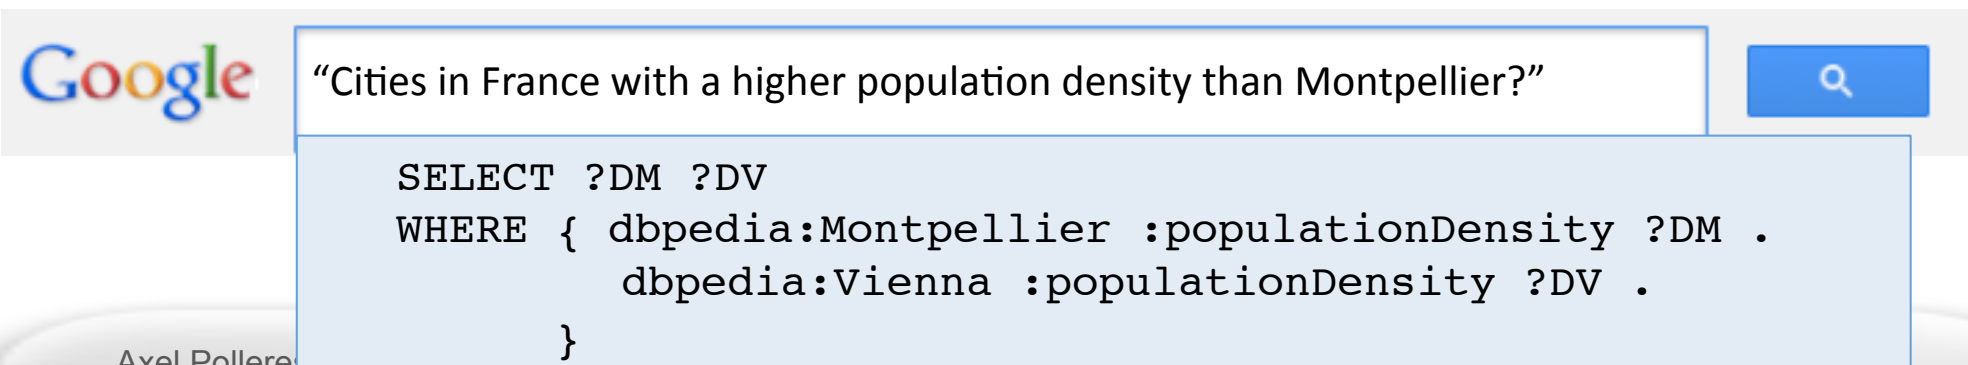 Google
“Cities in France with a higher population density than Montpellier?”
SELECT ?DM ?DV
WHERE { dbpedia:Montpellier :populationDensity ?DM .
dbpedia:Vienna :populationDensity ?DV .
}
Axel